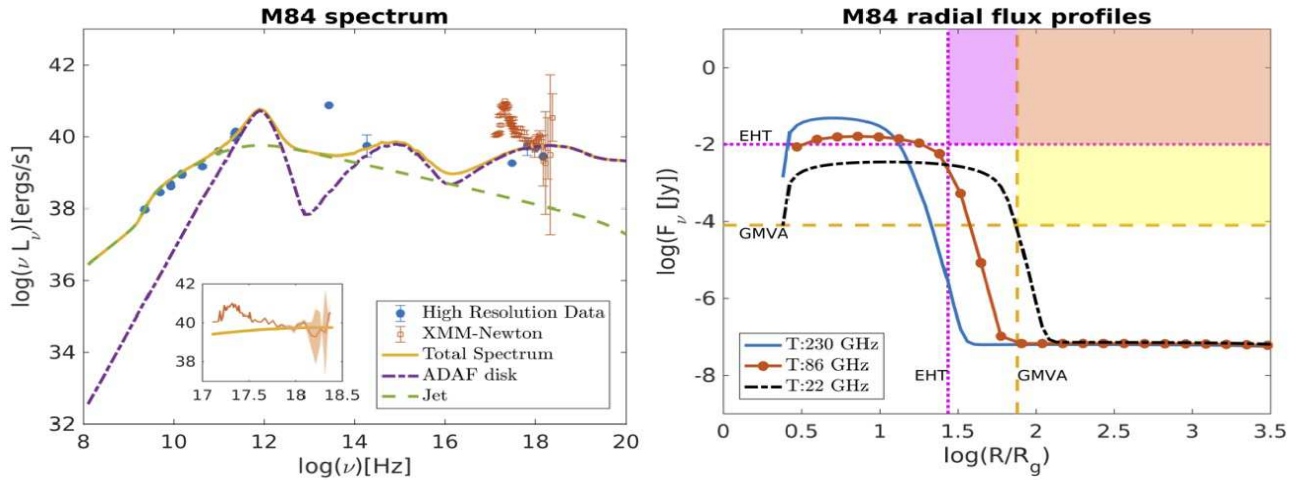 M84 spectrum
42
40
38
36
34
32
log(ν L_ν)[ergs/s]
8
10
12
14
16
18
20
log(ν)[Hz]
42
41
40
39
17
17.5
18
18.5
High Resolution Data
XMM-Newton
Total Spectrum
ADAF disk
Jet
M84 radial flux profiles
0
-2
-4
-6
-8
log(F_ν [Jy])
EHT
GMVA
EHT
GMVA
T:230 GHz
T:86 GHz
T:22 GHz
0
0.5
1
1.5
2
2.5
3
3.5
log(R/R_g)